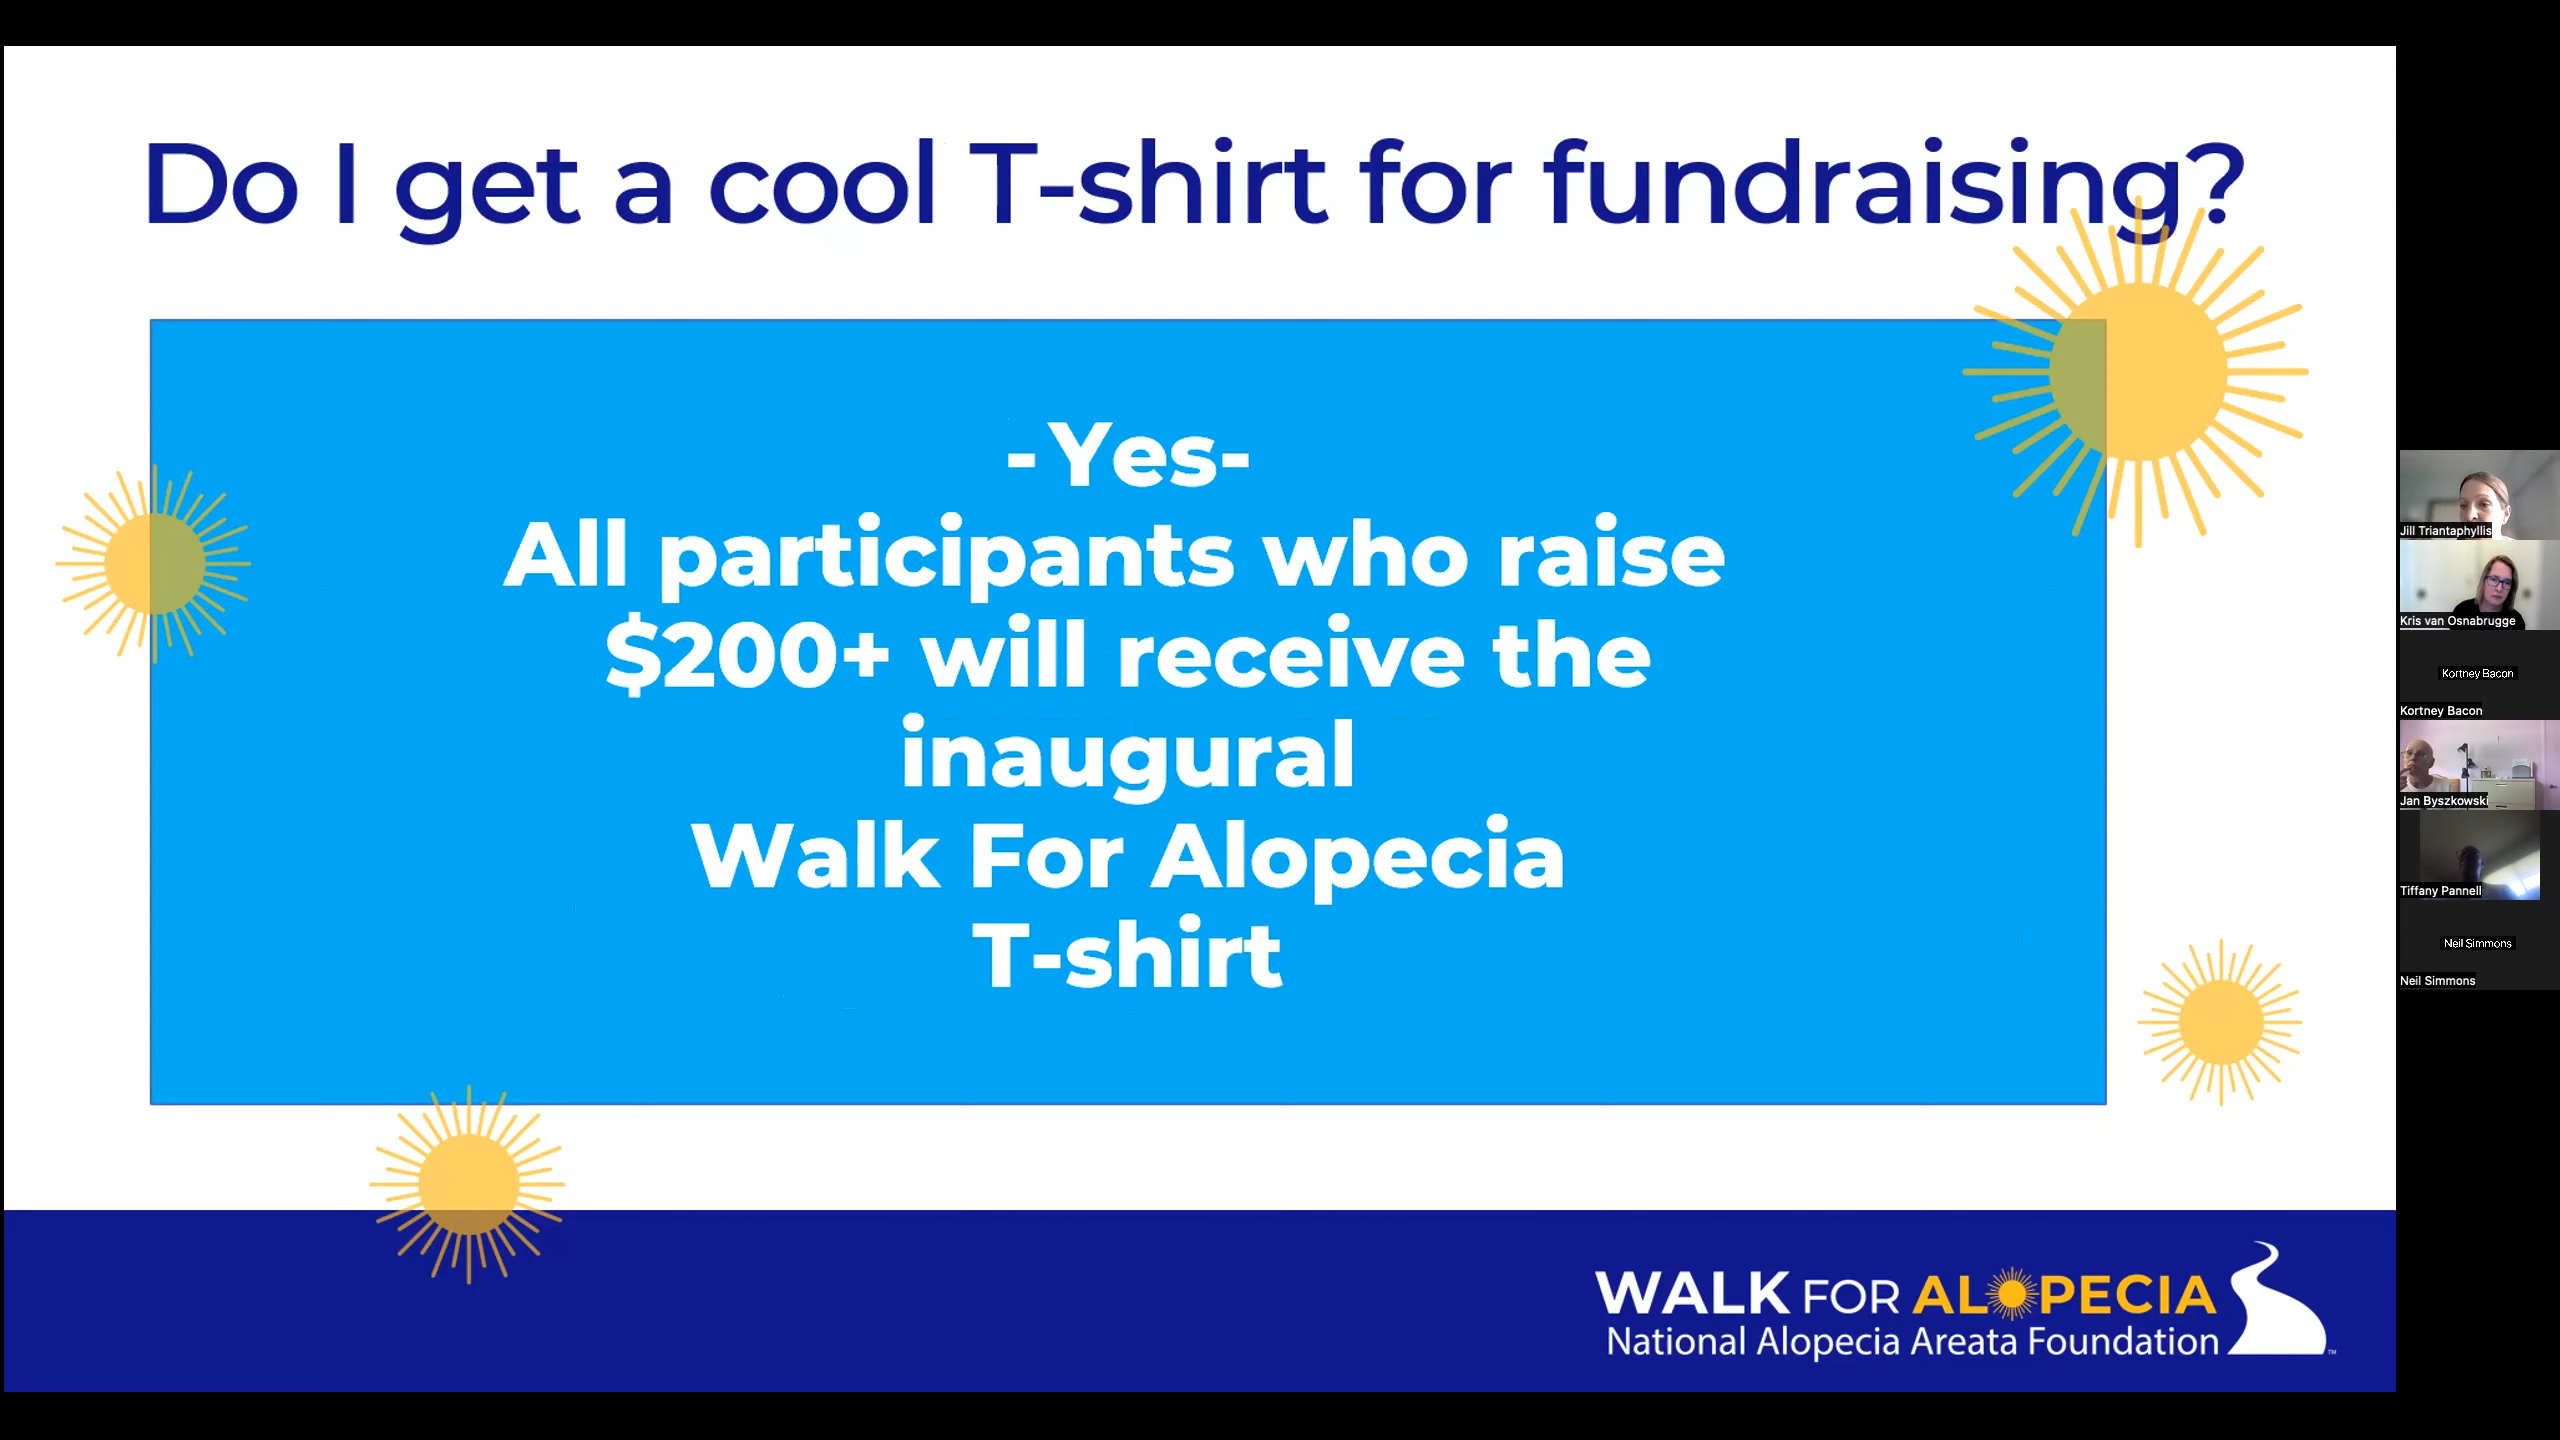 Do I get a cool T-shirt for fundraising?
-Yes-
All participants who raise
$200+ will receive the
inaugural
Walk For Alopecia
T-shirt
WALK FOR ALOPECIA
National Alopecia Areata Foundation
™
Jill Triantaphyllis
Kris van Osnabrugge
Kortney Bacon
Kortney Bacon
Jan Byszkowski
Tiffany Pannell
Neil Simmons
Neil Simmons